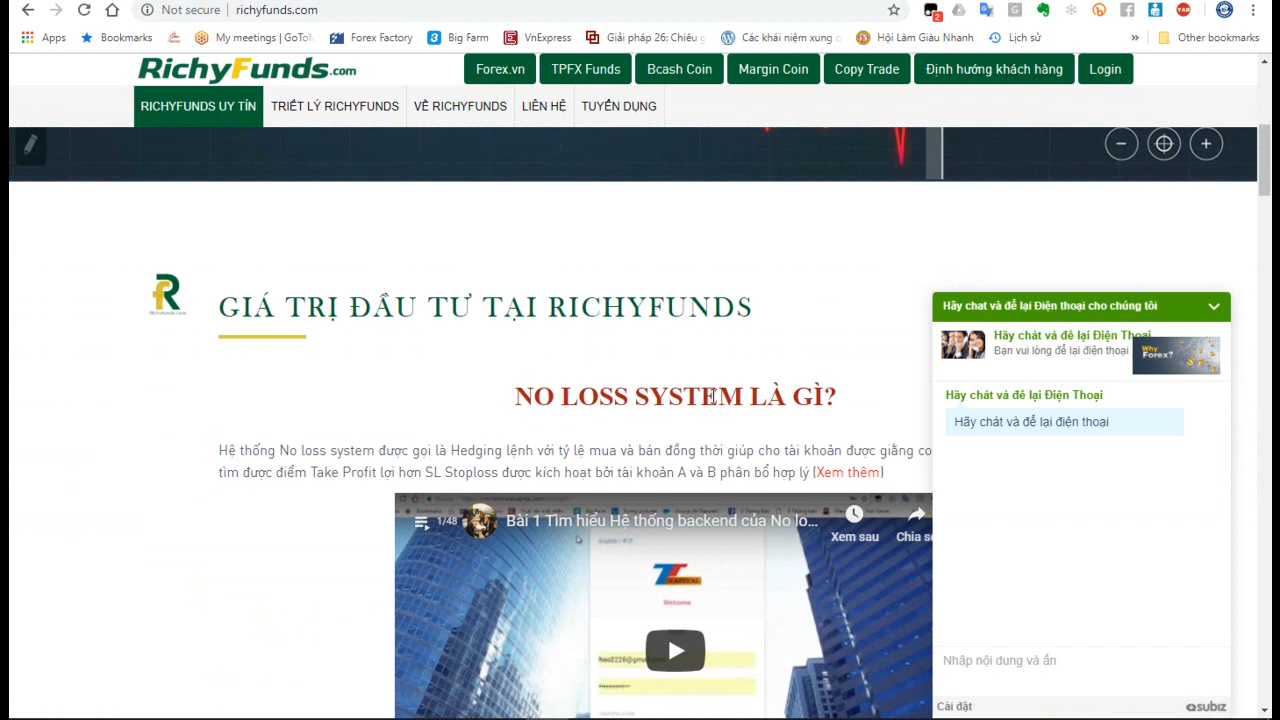 Not secure | richyfunds.com
2
Apps Bookmarks My meetings | GoToM Forex Factory Big Farm VnExpress Giải pháp 26: Chiêu g Các khái niệm xung q Hội Làm Giàu Nhanh Lịch sử » Other bookmarks
RichyFunds.com
Forex.vn TPFX Funds Bcash Coin Margin Coin Copy Trade Định hướng khách hàng Login
RICHYFUNDS UY TÍN TRIẾT LÝ RICHYFUNDS VỀ RICHYFUNDS LIÊN HỆ TUYỂN DỤNG
GIÁ TRỊ ĐẦU TƯ TẠI RICHYFUNDS
NO LOSS SYSTEM LÀ GÌ?
Hệ thống No loss system được gọi là Hedging lệnh với tỷ lệ mua và bán đồng thời giúp cho tài khoản được giằng co
tìm được điểm Take Profit lợi hơn SL Stoploss được kích hoạt bởi tài khoản A và B phân bổ hợp lý (Xem thêm)
1/48 Bài 1 Tìm hiểu Hệ thống backend của No lo...
Xem sau Chia sẻ
Welcome
Hãy chat và để lại Điện thoại cho chúng tôi
Hãy chát và để lại Điện Thoại
Bạn vui lòng để lại điện thoại
Why
Forex?
Hãy chát và để lại Điện Thoại
Hãy chát và để lại điện thoại
Nhập nội dung và ấn
Cài đặt subiz